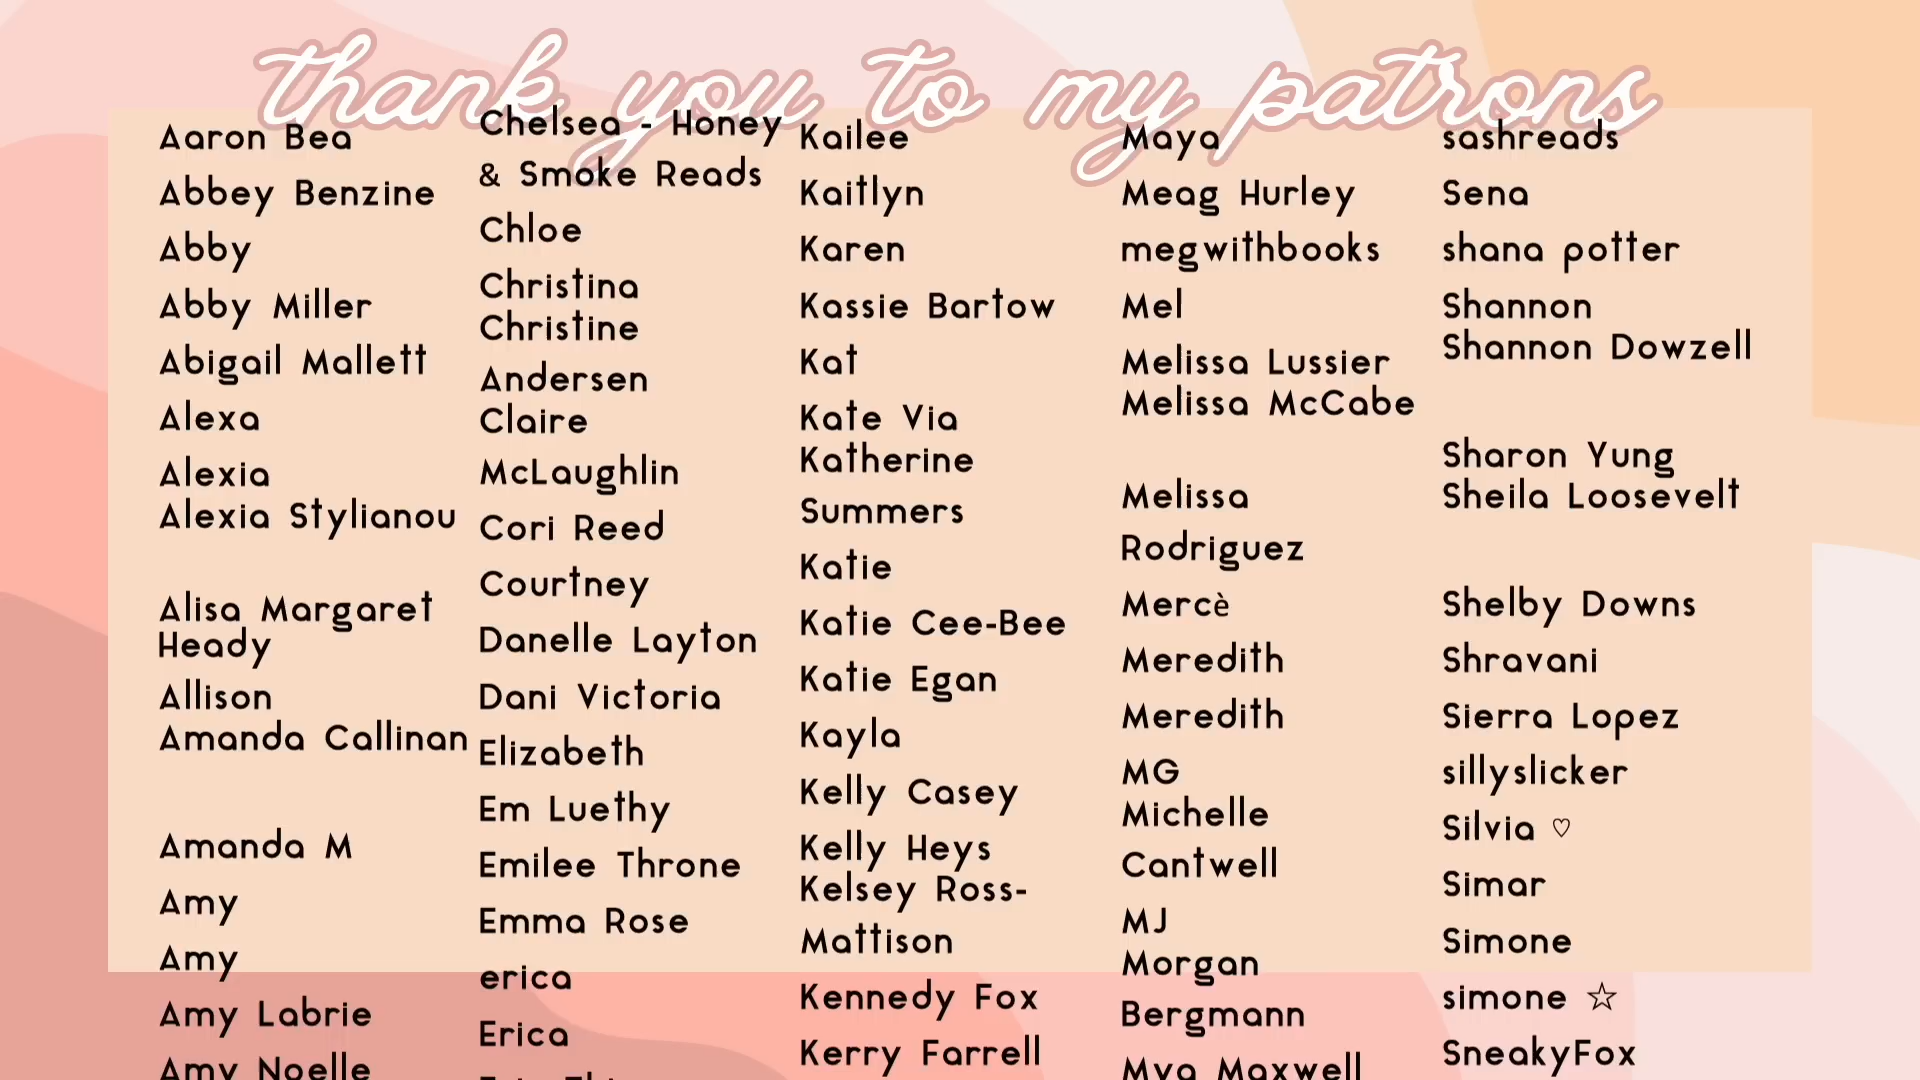 thank you to my patrons
Aaron Bea
Abbey Benzine
Abby
Abby Miller
Abigail Mallett
Alexa
Alexia
Alexia Stylianou
Alisa Margaret
Heady
Allison
Amanda Callinan
Amanda M
Amy
Amy
Amy Labrie
Amy Noelle
Chelsea - Honey
& Smoke Reads
Chloe
Christina
Christine
Andersen
Claire
McLaughlin
Cori Reed
Courtney
Danelle Layton
Dani Victoria
Elizabeth
Em Luethy
Emilee Throne
Emma Rose
erica
Erica
Kailee
Kaitlyn
Karen
Kassie Bartow
Kat
Kate Via
Katherine
Summers
Katie
Katie Cee-Bee
Katie Egan
Kayla
Kelly Casey
Kelly Heys
Kelsey Ross-
Mattison
Kennedy Fox
Kerry Farrell
Maya
Meag Hurley
megwithbooks
Mel
Melissa Lussier
Melissa McCabe
Melissa
Rodriguez
Mercè
Meredith
Meredith
MG
Michelle
Cantwell
MJ
Morgan
Bergmann
Mya Maxwell
sashreads
Sena
shana potter
Shannon
Shannon Dowzell
Sharon Yung
Sheila Loosevelt
Shelby Downs
Shravani
Sierra Lopez
sillyslicker
Silvia ♡
Simar
Simone
simone ☆
SneakyFox